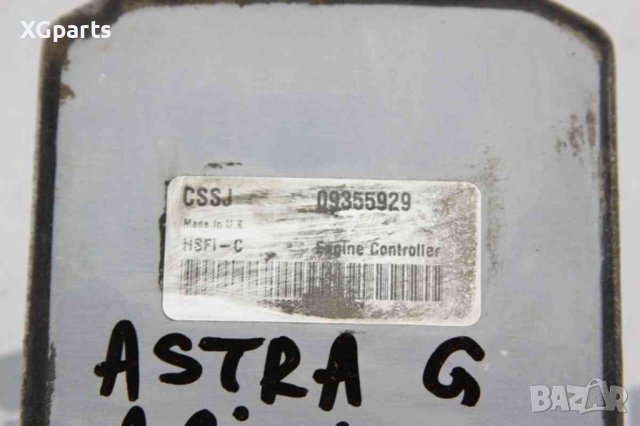 XGparts
CSSJ 09355929
Made in U.K
HSFI-C Engine Controller
ASTRA G
BAZAR